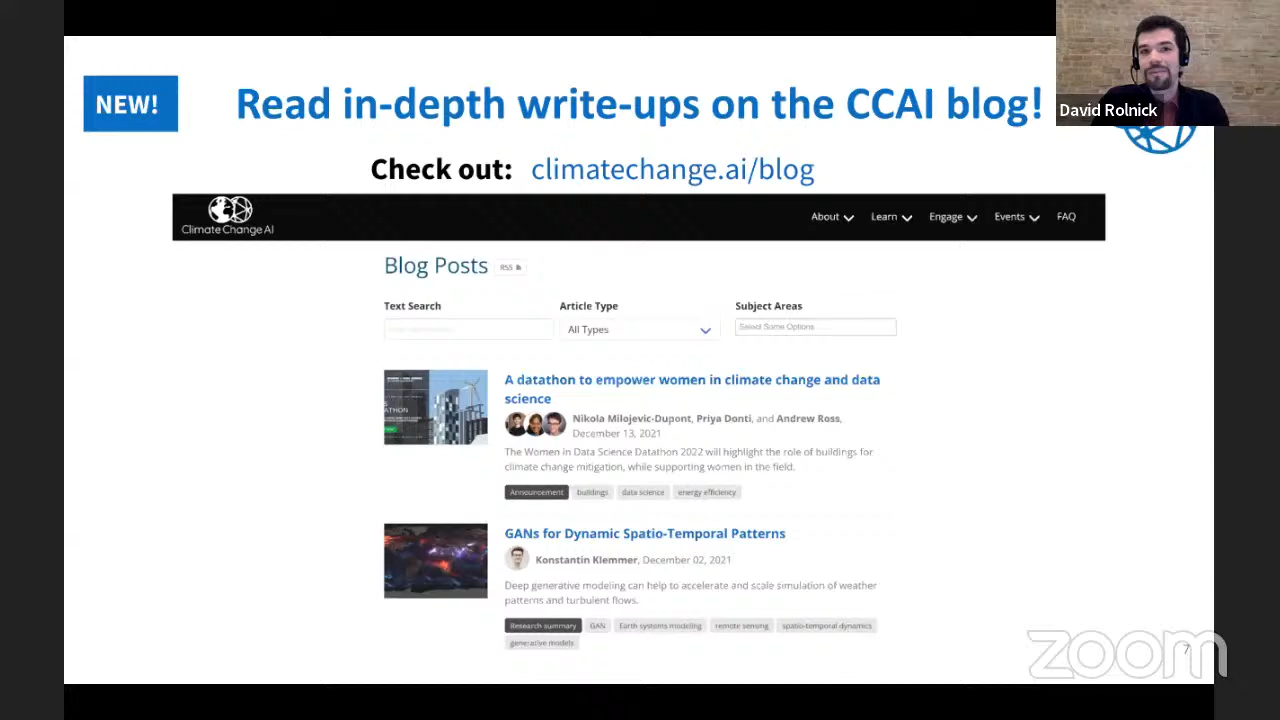 NEW!
Read in-depth write-ups on the CCAI blog!
David Rolnick
Check out: climatechange.ai/blog
Climate Change AI
About
Learn
Engage
Events
FAQ
Blog Posts
RSS
Text Search
Article Type
Subject Areas
All Types
Select Some Options
A datathon to empower women in climate change and data
science
Nikola Milojevic-Dupont, Priya Donti, and Andrew Ross,
December 13, 2021
The Women in Data Science Datathon 2022 will highlight the role of buildings for
climate change mitigation, while supporting women in the field.
Announcement buildings data science energy efficiency
GANs for Dynamic Spatio-Temporal Patterns
Konstantin Klemmer, December 02, 2021
Deep generative modeling can help to accelerate and scale simulation of weather
patterns and turbulent flows.
Research summary GAN Earth systems modeling remote sensing spatio-temporal dynamics
generative models
zoom
7